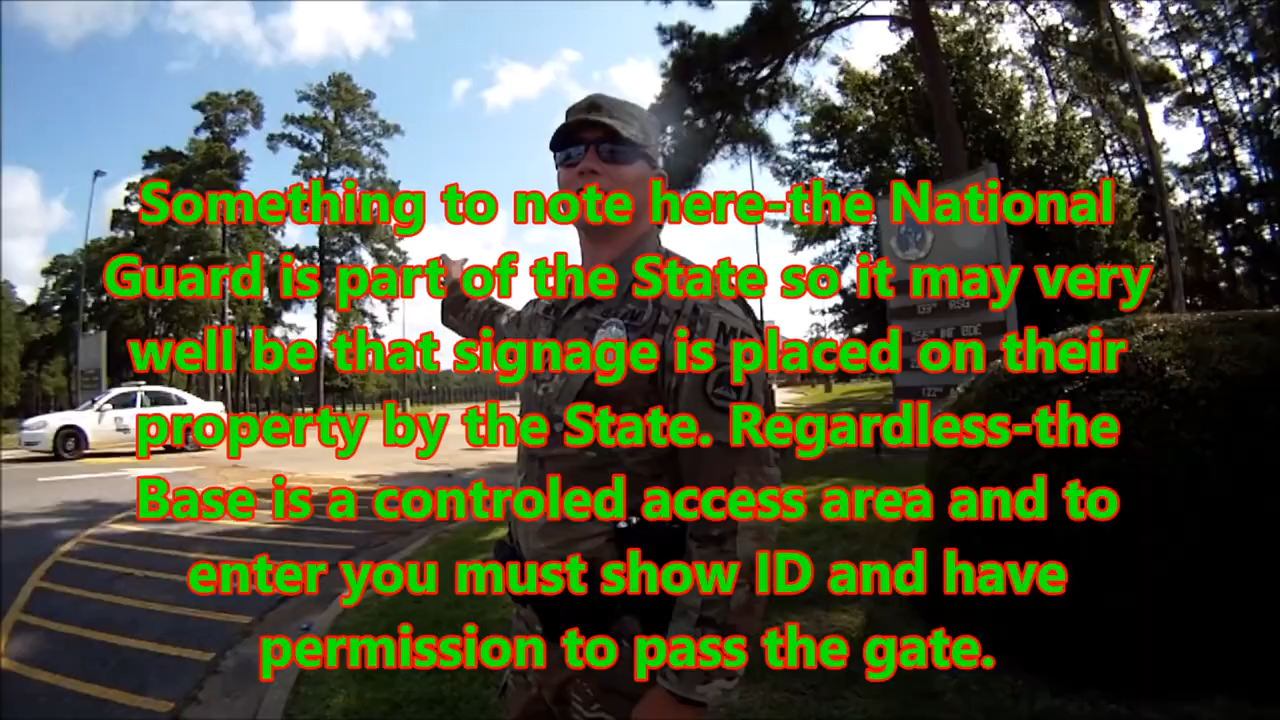 Something to note here-the National
Guard is part of the State so it may very
well be that signage is placed on their
property by the State. Regardless-the
Base is a controled access area and to
enter you must show ID and have
permission to pass the gate.
MP